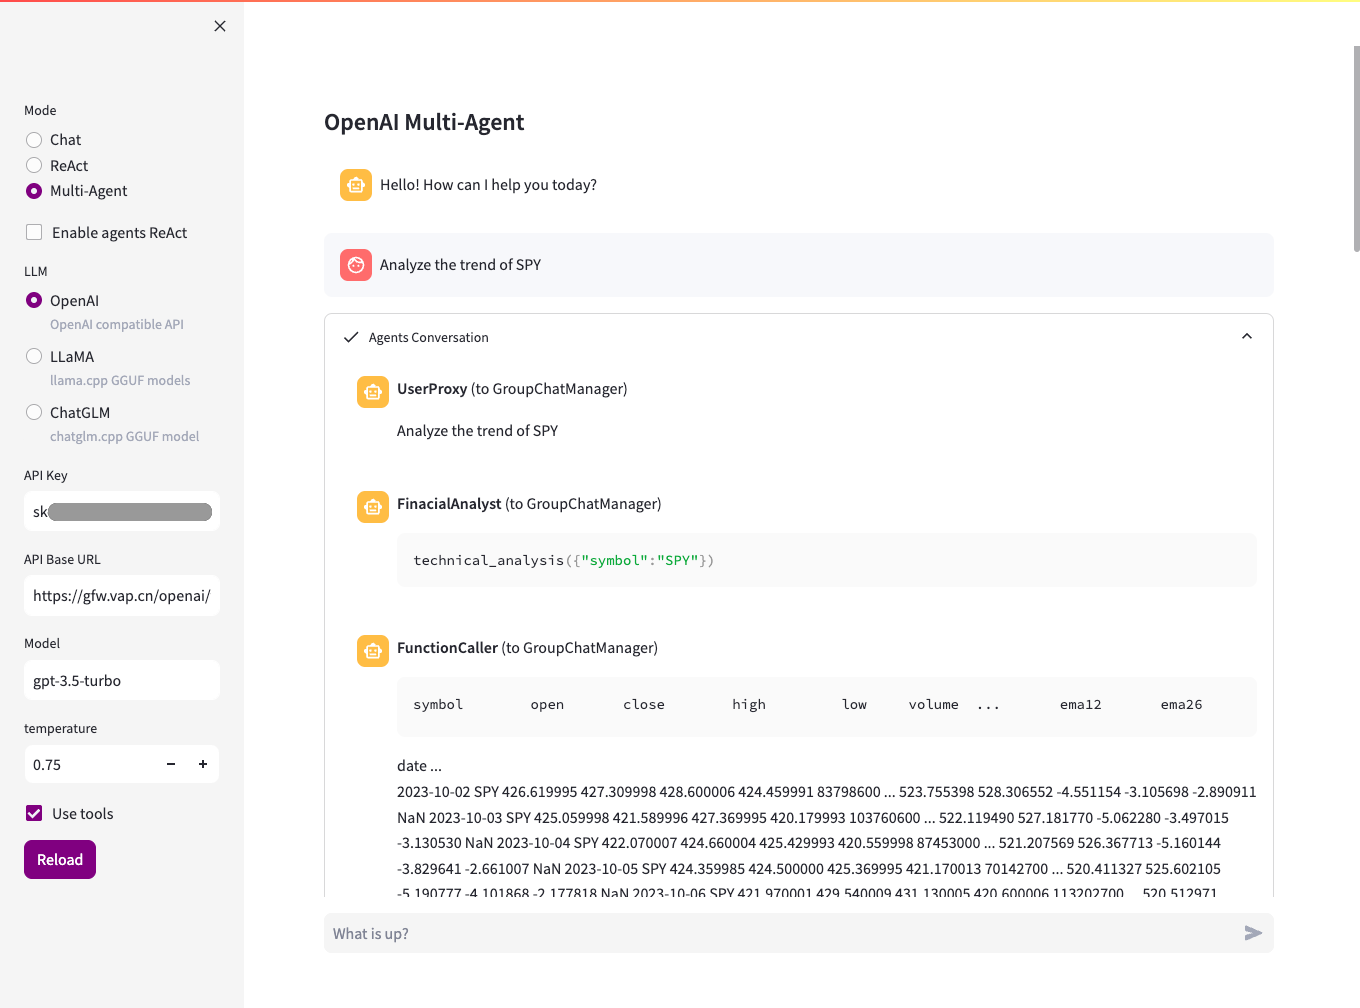 Mode
Chat
ReAct
Multi-Agent
Enable agents ReAct
LLM
OpenAI
OpenAI compatible API
LLaMA
llama.cpp GGUF models
ChatGLM
chatglm.cpp GGUF model
API Key
sk
API Base URL
https://gfw.vap.cn/openai/
Model
gpt-3.5-turbo
temperature
0.75
Use tools
Reload
OpenAI Multi-Agent
Hello! How can I help you today?
Analyze the trend of SPY
Agents Conversation
UserProxy (to GroupChatManager)
Analyze the trend of SPY
FinacialAnalyst (to GroupChatManager)
technical_analysis({"symbol":"SPY"})
FunctionCaller (to GroupChatManager)
symbol open close high low volume ... ema12 ema26
date ...
2023-10-02 SPY 426.619995 427.309998 428.600006 424.459991 83798600 ... 523.755398 528.306552 -4.551154 -3.105698 -2.890911
NaN 2023-10-03 SPY 425.059998 421.589996 427.369995 420.179993 103760600 ... 522.119490 527.181770 -5.062280 -3.497015
-3.130530 NaN 2023-10-04 SPY 422.070007 424.660004 425.429993 420.559998 87453000 ... 521.207569 526.367713 -5.160144
-3.829641 -2.661007 NaN 2023-10-05 SPY 424.359985 424.500000 425.369995 421.170013 70142700 ... 520.411327 525.602105
-5.190777 -4.101868 -2.177818 NaN 2023-10-06 SPY 421.970001 429.540009 431.130005 420.600006 113202700 ... 520.512971
What is up?